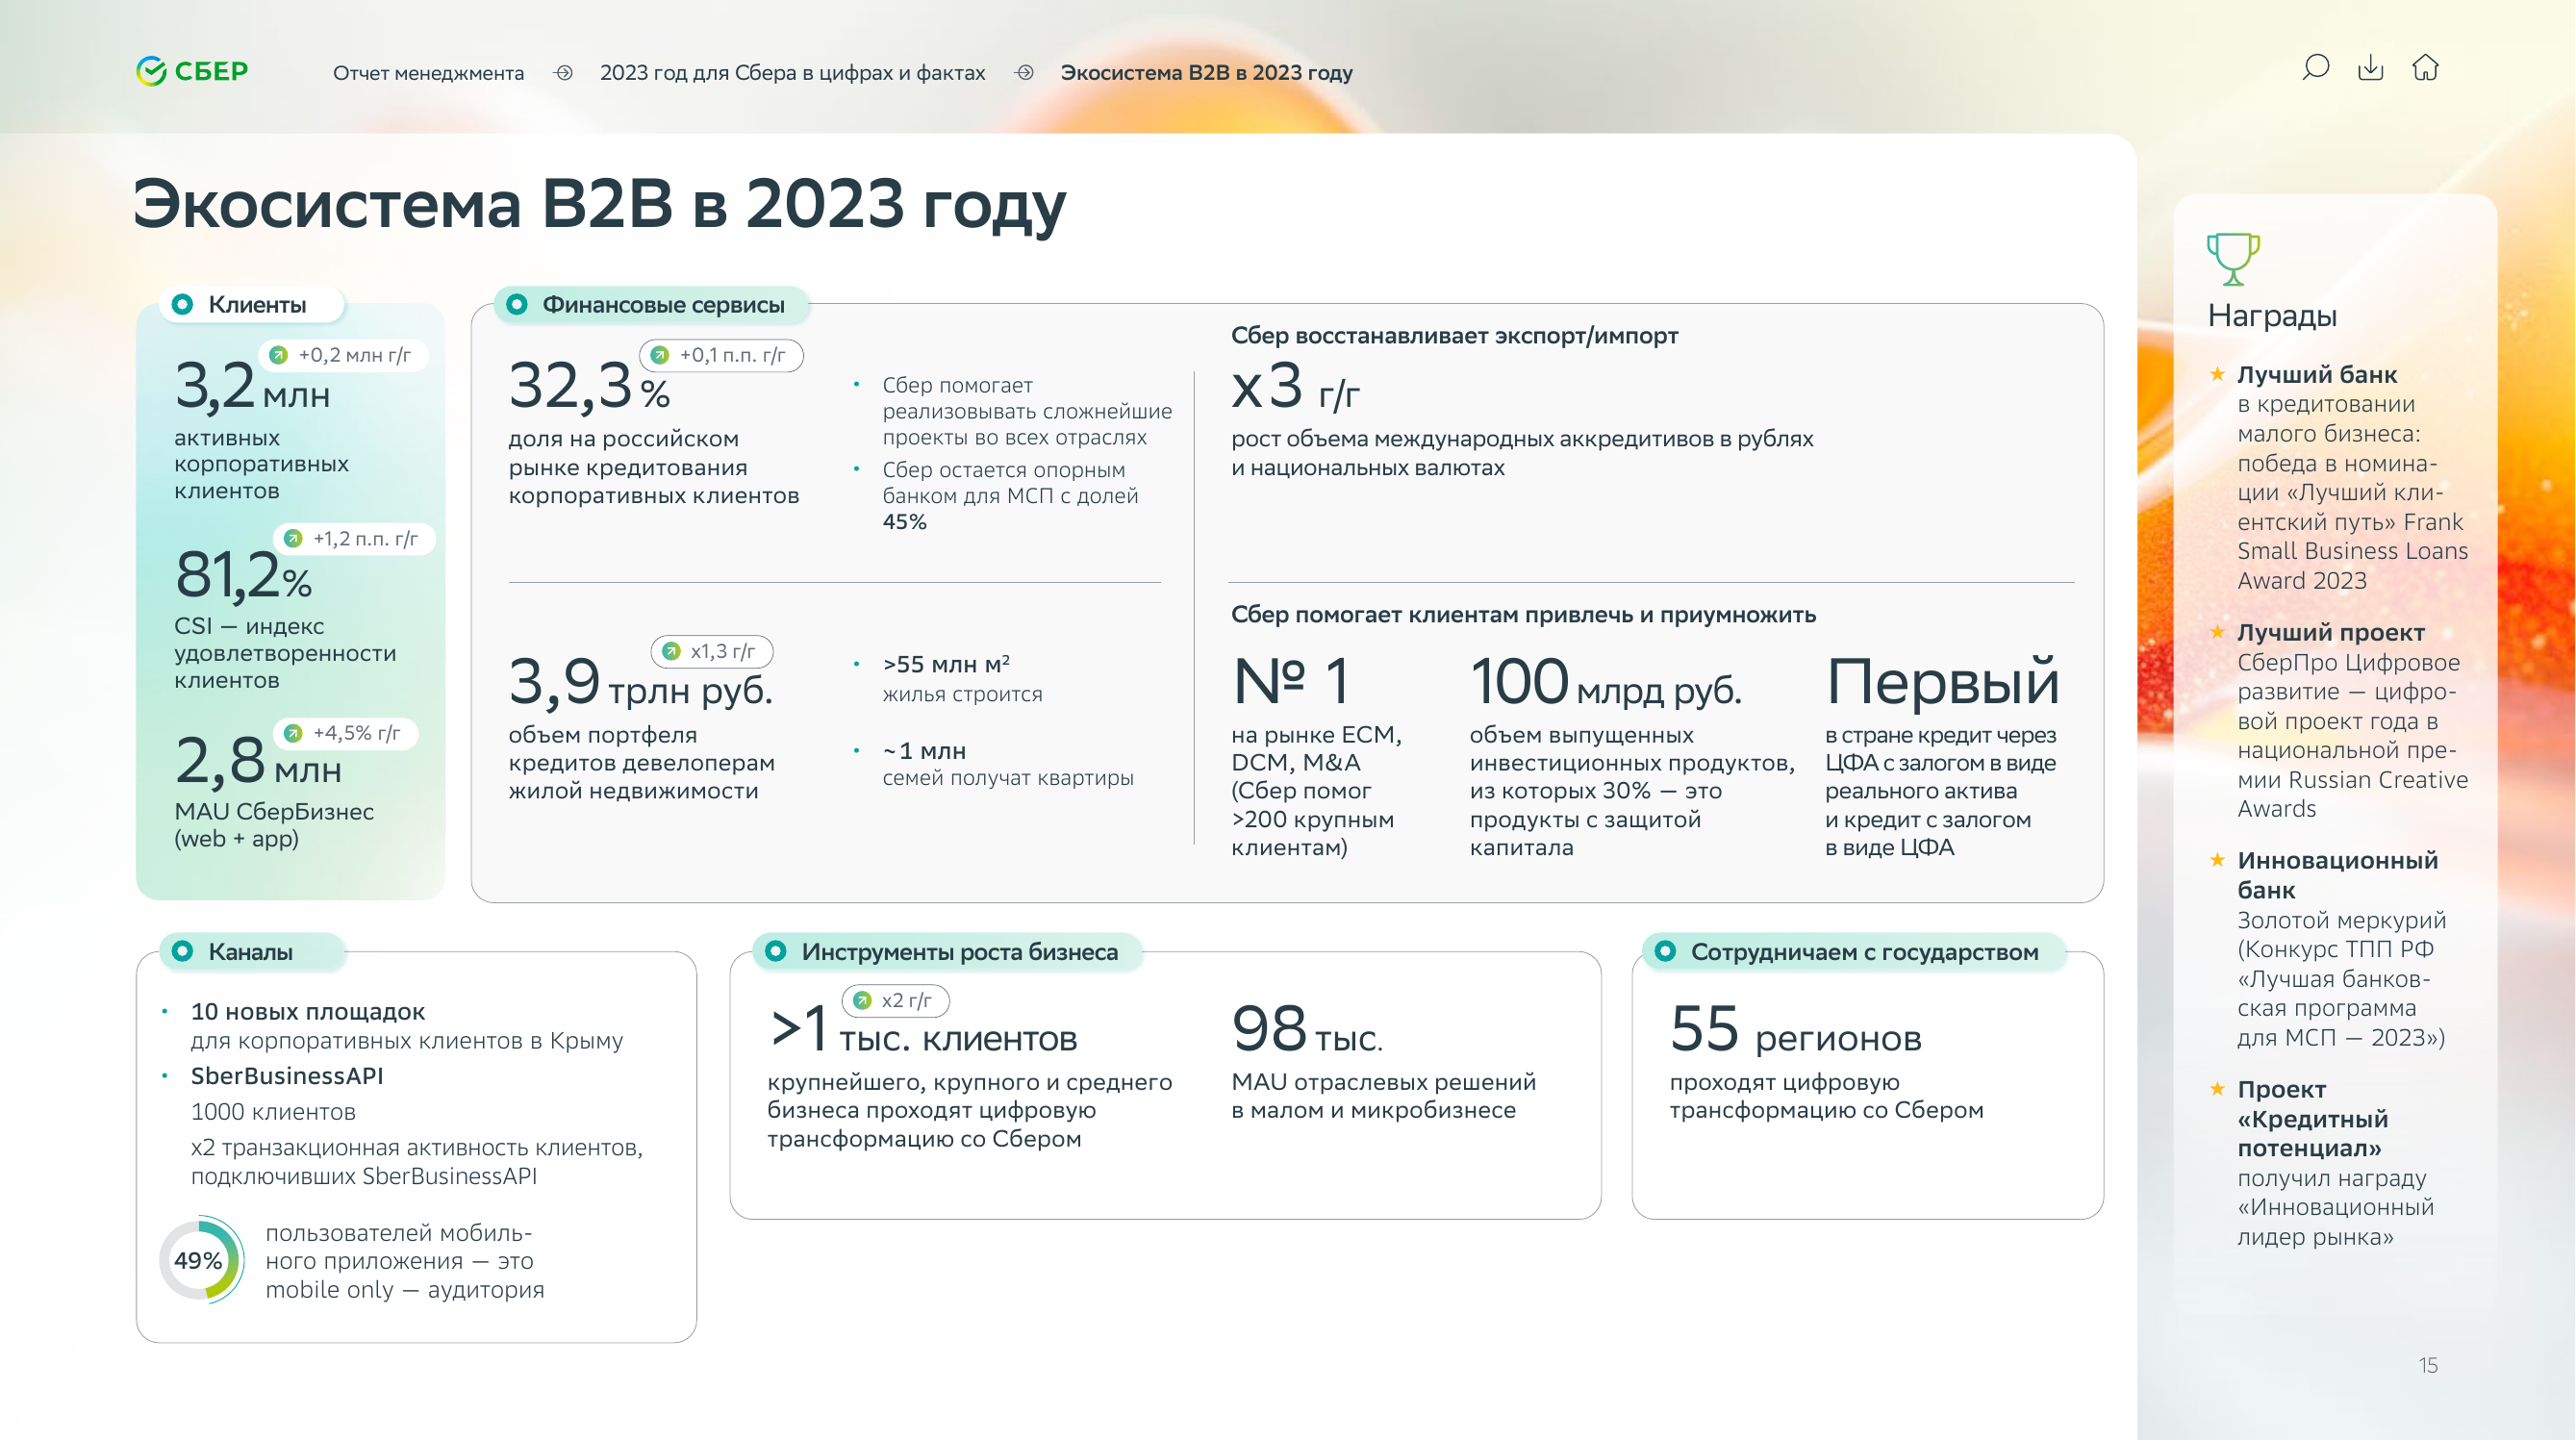 СБЕР
Отчет менеджмента
2023 год для Сбера в цифрах и фактах
Экосистема B2B в 2023 году
Экосистема B2B в 2023 году
Клиенты
+0,2 млн г/г
3,2 млн
активных
корпоративных
клиентов
+1,2 п.п. г/г
81,2%
CSI — индекс
удовлетворенности
клиентов
+4,5% г/г
2,8 млн
MAU СберБизнес
(web + app)
Финансовые сервисы
+0,1 п.п. г/г
32,3 %
доля на российском
рынке кредитования
корпоративных клиентов
• Сбер помогает
реализовывать сложнейшие
проекты во всех отраслях
• Сбер остается опорным
банком для МСП с долей
45%
x1,3 г/г
3,9 трлн руб.
объем портфеля
кредитов девелоперам
жилой недвижимости
• >55 млн м²
жилья строится
• ~1 млн
семей получат квартиры
Сбер восстанавливает экспорт/импорт
x3 г/г
рост объема международных аккредитивов в рублях
и национальных валютах
Сбер помогает клиентам привлечь и приумножить
№ 1
на рынке ECM,
DCM, M&A
(Сбер помог
>200 крупным
клиентам)
100 млрд руб.
объем выпущенных
инвестиционных продуктов,
из которых 30% — это
продукты с защитой
капитала
Первый
в стране кредит через
ЦФА с залогом в виде
реального актива
и кредит с залогом
в виде ЦФА
Каналы
• 10 новых площадок
для корпоративных клиентов в Крыму
• SberBusinessAPI
1000 клиентов
x2 транзакционная активность клиентов,
подключивших SberBusinessAPI
49%
пользователей мобиль-
ного приложения — это
mobile only — аудитория
Инструменты роста бизнеса
x2 г/г
>1 тыс. клиентов
крупнейшего, крупного и среднего
бизнеса проходят цифровую
трансформацию со Сбером
98 тыс.
MAU отраслевых решений
в малом и микробизнесе
Сотрудничаем с государством
55 регионов
проходят цифровую
трансформацию со Сбером
Награды
Лучший банк
в кредитовании
малого бизнеса:
победа в номина-
ции «Лучший кли-
ентский путь» Frank
Small Business Loans
Award 2023
Лучший проект
СберПро Цифровое
развитие — цифро-
вой проект года в
национальной пре-
мии Russian Creative
Awards
Инновационный
банк
Золотой меркурий
(Конкурс ТПП РФ
«Лучшая банков-
ская программа
для МСП — 2023»)
Проект
«Кредитный
потенциал»
получил награду
«Инновационный
лидер рынка»
15